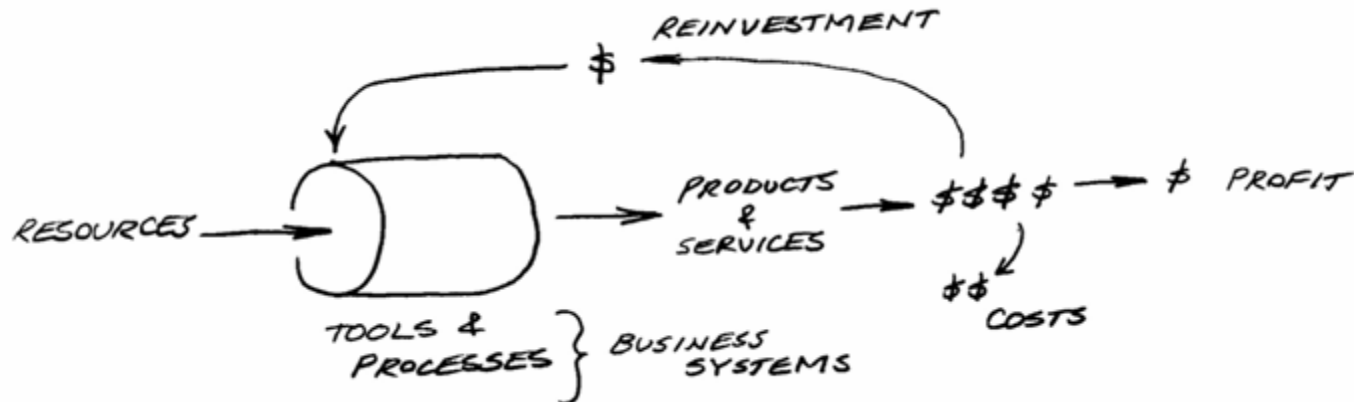 REINVESTMENT
$
RESOURCES
PRODUCTS
&
SERVICES
$$$$
$ PROFIT
$$
COSTS
TOOLS &
PROCESSES
BUSINESS
SYSTEMS